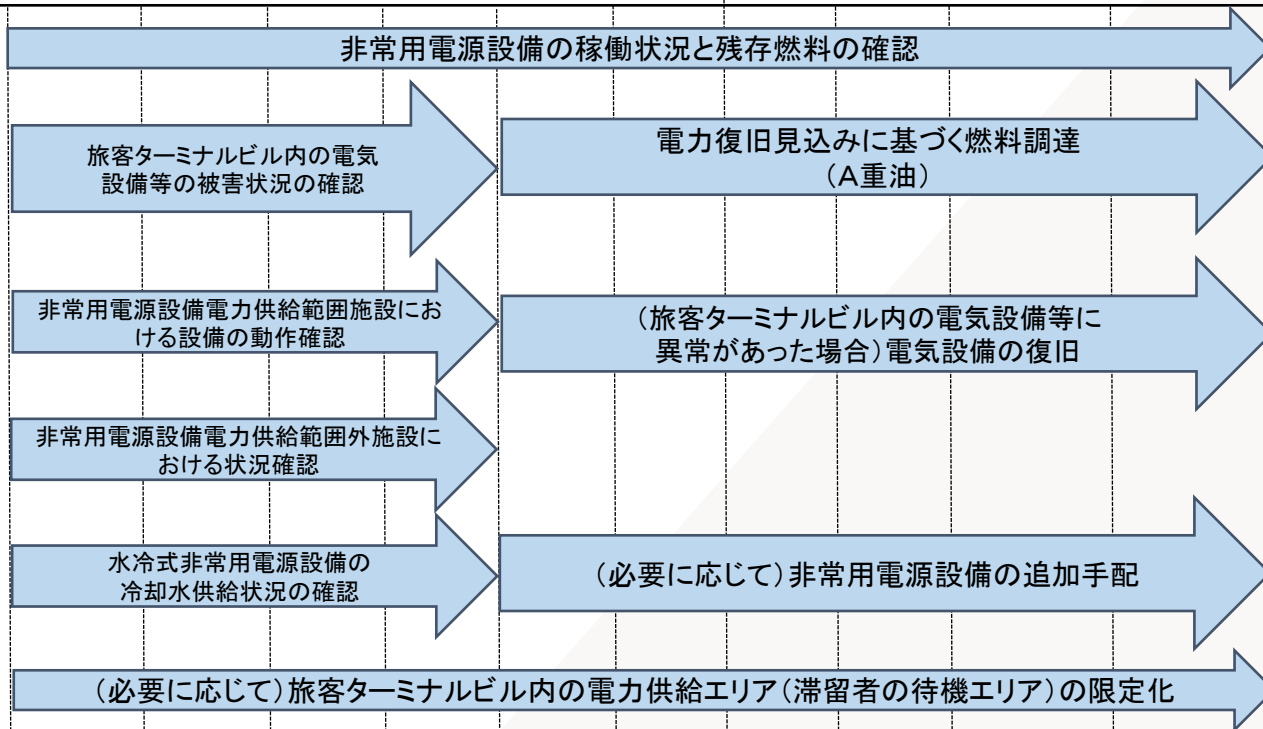 非常用電源設備の稼働状況と残存燃料の確認
旅客ターミナルビル内の電気
設備等の被害状況の確認
電力復旧見込みに基づく燃料調達
（A重油）
非常用電源設備電力供給範囲施設にお
ける設備の動作確認
（旅客ターミナルビル内の電気設備等に
異常があった場合）電気設備の復旧
非常用電源設備電力供給範囲外施設に
おける状況確認
水冷式非常用電源設備の
冷却水供給状況の確認
（必要に応じて）非常用電源設備の追加手配
（必要に応じて）旅客ターミナルビル内の電力供給エリア（滞留者の待機エリア）の限定化